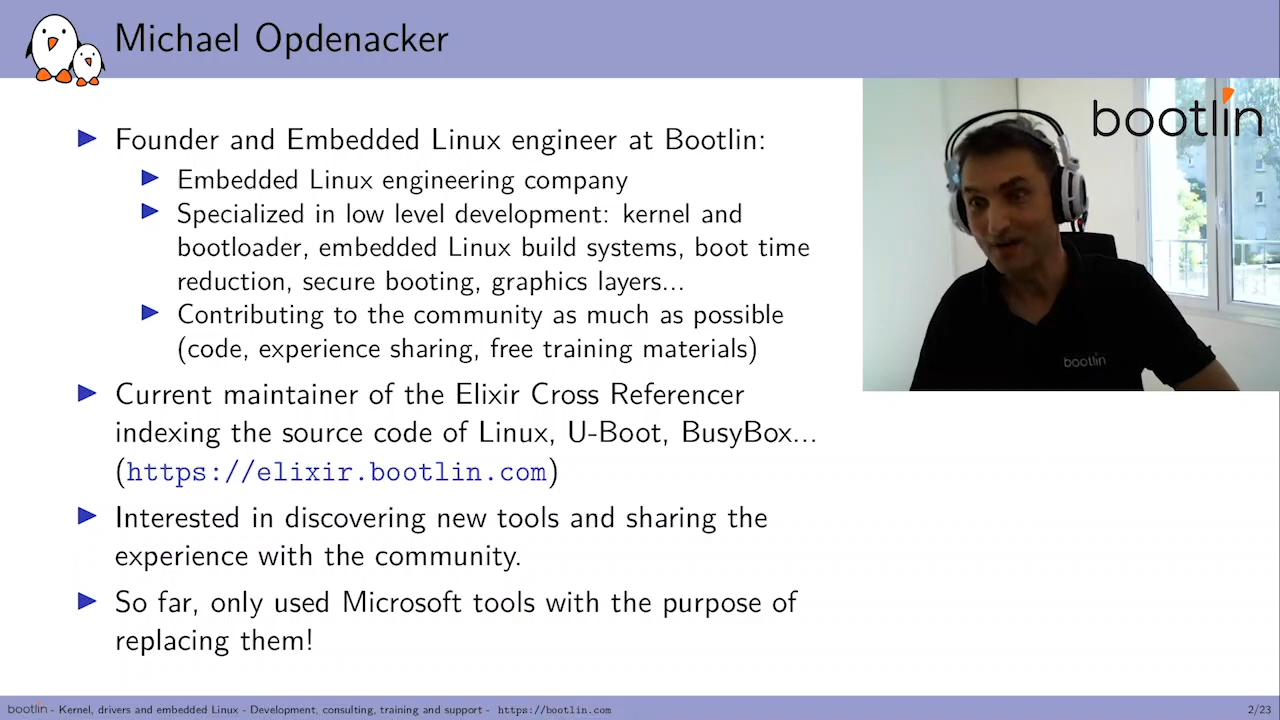 Michael Opdenacker
bootlin
▶ Founder and Embedded Linux engineer at Bootlin:
▶ Embedded Linux engineering company
▶ Specialized in low level development: kernel and
bootloader, embedded Linux build systems, boot time
reduction, secure booting, graphics layers...
▶ Contributing to the community as much as possible
(code, experience sharing, free training materials)
bootlin
▶ Current maintainer of the Elixir Cross Referencer
indexing the source code of Linux, U-Boot, BusyBox...
(https://elixir.bootlin.com)
▶ Interested in discovering new tools and sharing the
experience with the community.
▶ So far, only used Microsoft tools with the purpose of
replacing them!
bootlin - Kernel, drivers and embedded Linux - Development, consulting, training and support - https://bootlin.com
2/23